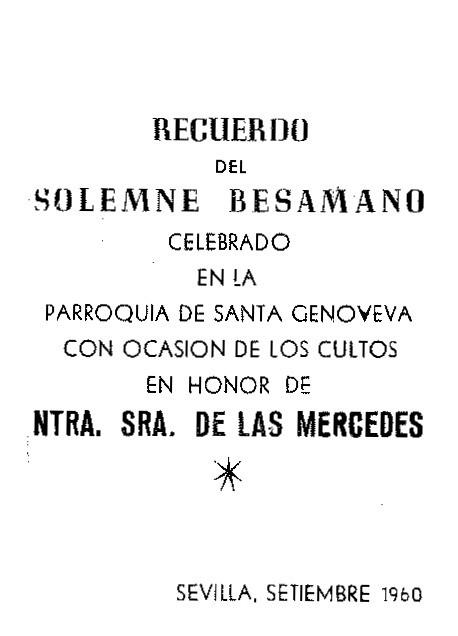 RECUERDO
DEL
SOLEMNE BESAMANO
CELEBRADO
EN LA
PARROQUIA DE SANTA GENOVEVA
CON OCASION DE LOS CULTOS
EN HONOR DE
NTRA. SRA. DE LAS MERCEDES
SEVILLA, SETIEMBRE 1960